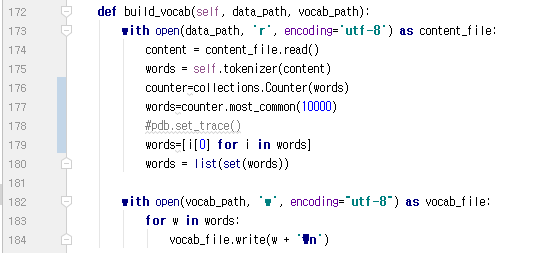 172 def build_vocab(self, data_path, vocab_path):
173 with open(data_path, 'r', encoding='utf-8') as content_file:
174 content = content_file.read()
175 words = self.tokenizer(content)
176 counter=collections.Counter(words)
177 words=counter.most_common(10000)
178 #pdb.set_trace()
179 words=[i[0] for i in words]
180 words = list(set(words))
181
182 with open(vocab_path, 'w', encoding="utf-8") as vocab_file:
183 for w in words:
184 vocab_file.write(w + '₩n')